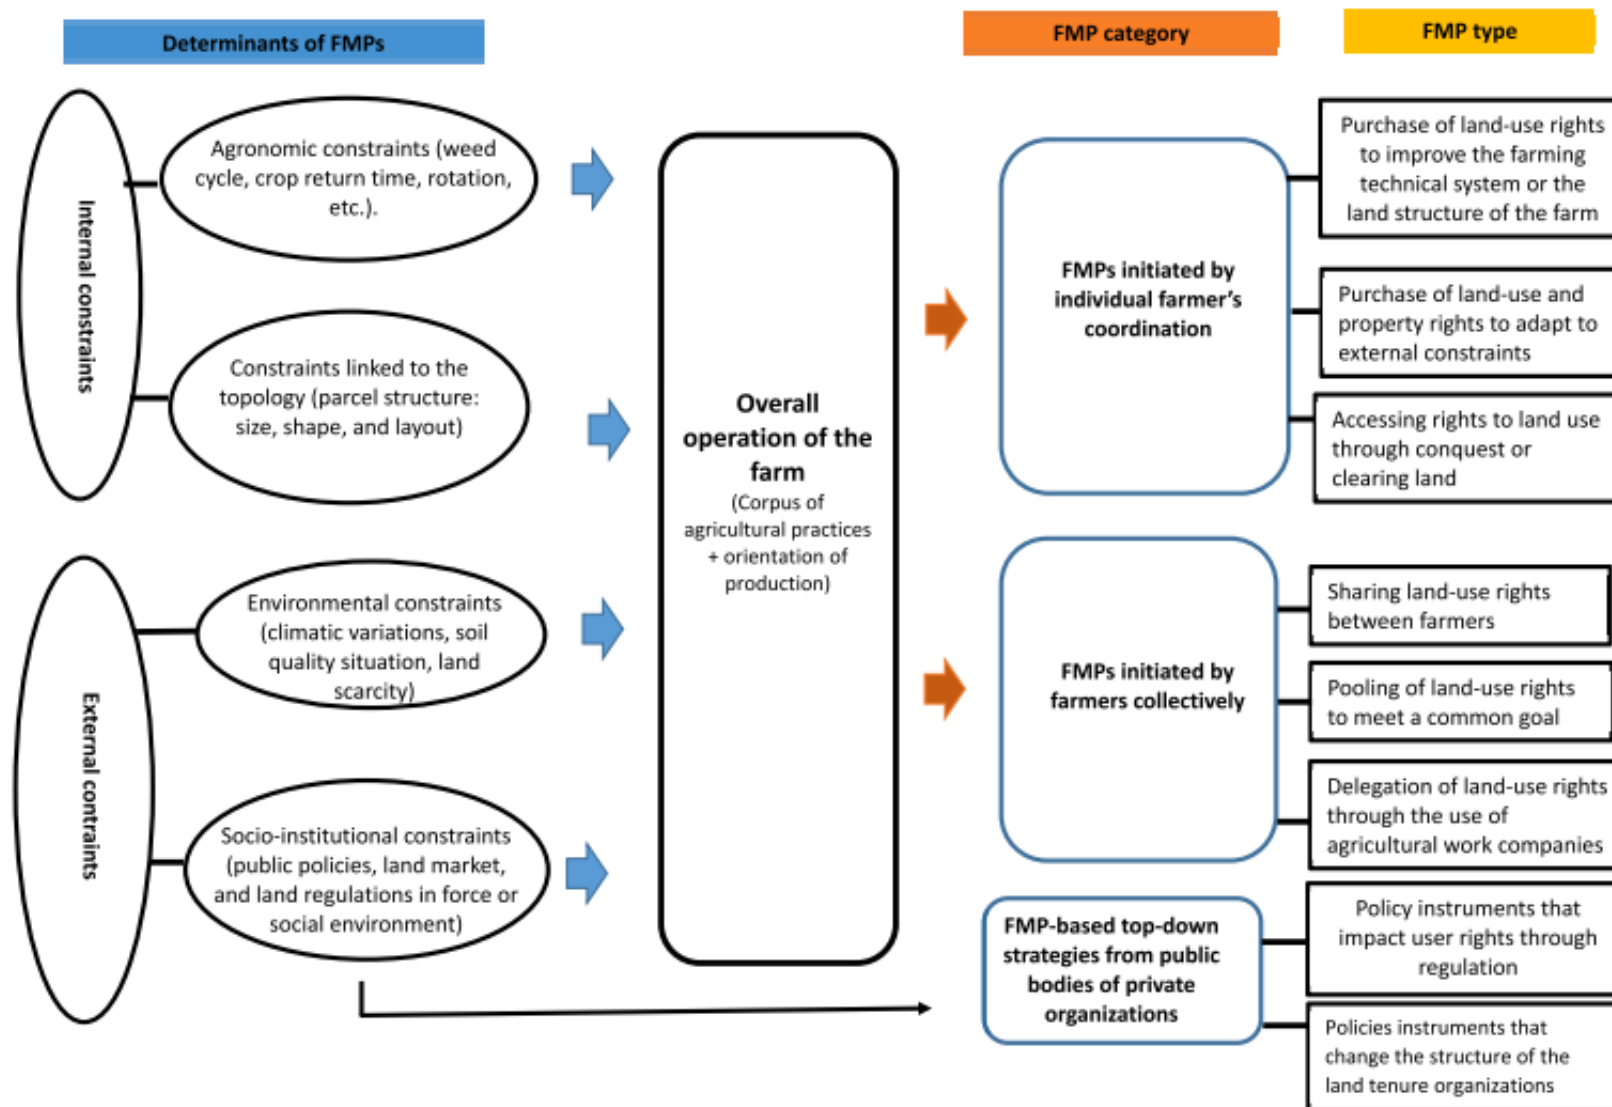 Determinants of FMPs
FMP category
FMP type
Internal constraints
Agronomic constraints (weed
cycle, crop return time, rotation,
etc.).
Constraints linked to the
topology (parcel structure:
size, shape, and layout)
External contraints
Environmental constraints
(climatic variations, soil
quality situation, land
scarcity)
Socio-institutional constraints
(public policies, land market,
and land regulations in force or
social environment)
Overall
operation of the
farm
(Corpus of
agricultural practices
+ orientation of
production)
FMPs initiated by
individual farmer's
coordination
Purchase of land-use rights
to improve the farming
technical system or the
land structure of the farm
Purchase of land-use and
property rights to adapt to
external constraints
Accessing rights to land use
through conquest or
clearing land
FMPs initiated by
farmers collectively
Sharing land-use rights
between farmers
Pooling of land-use rights
to meet a common goal
Delegation of land-use rights
through the use of
agricultural work companies
FMP-based top-down
strategies from public
bodies of private
organizations
Policy instruments that
impact user rights through
regulation
Policies instruments that
change the structure of the
land tenure organizations